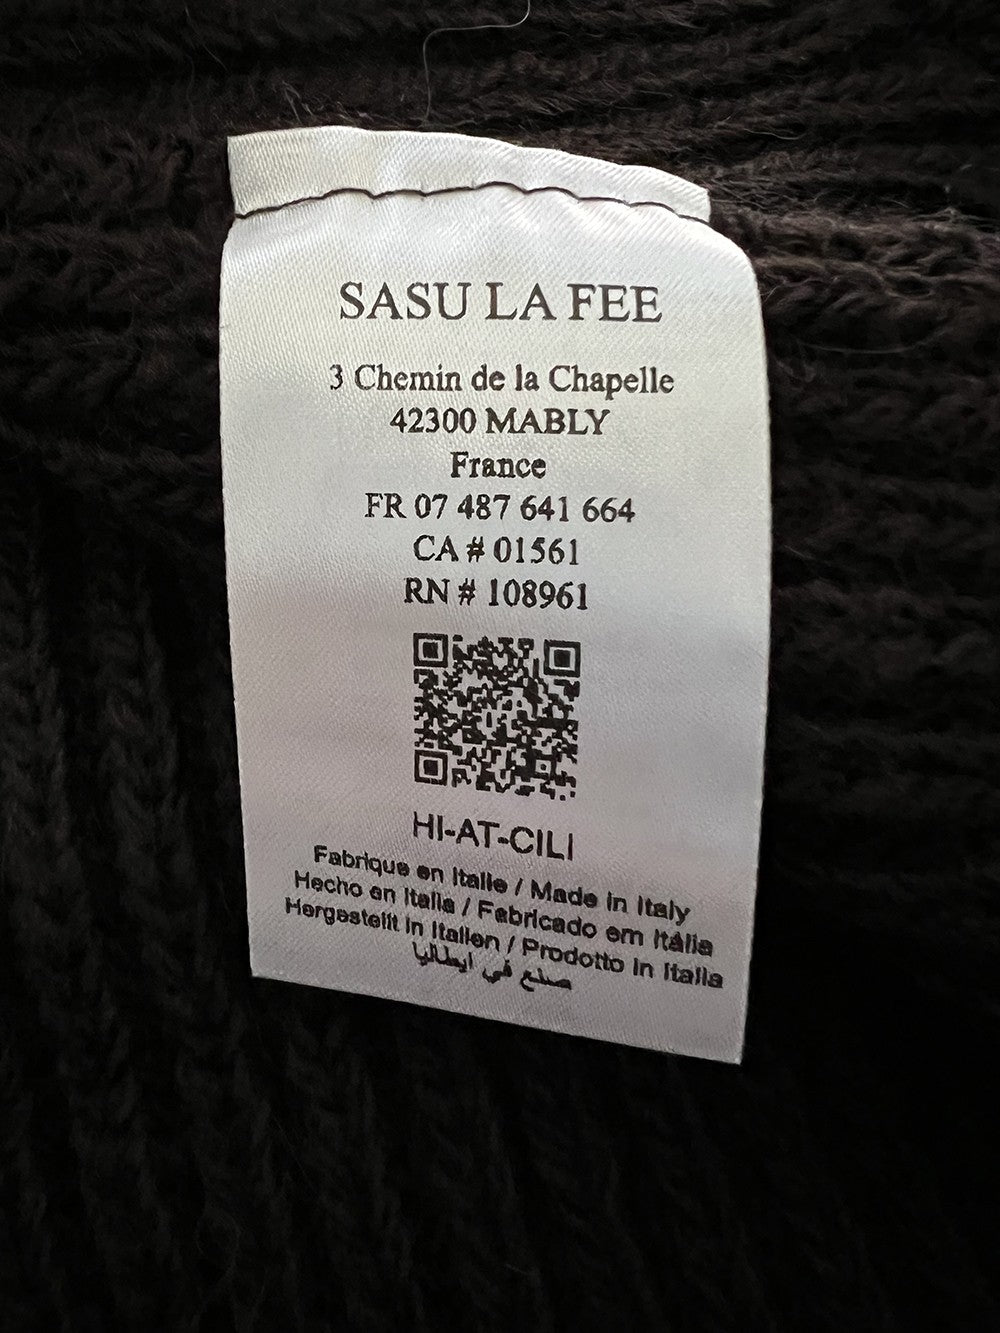 SASU LA FEE
3 Chemin de la Chapelle
42300 MABLY
France
FR 07 487 641 664
CA # 01561
RN # 108961
HI-AT-CILI
Fabrique en Italie / Made in Italy
Hecho en Italia / Fabricado em Itália
Hergestellt in Italien / Prodotto in Italia
صنع في ايطاليا